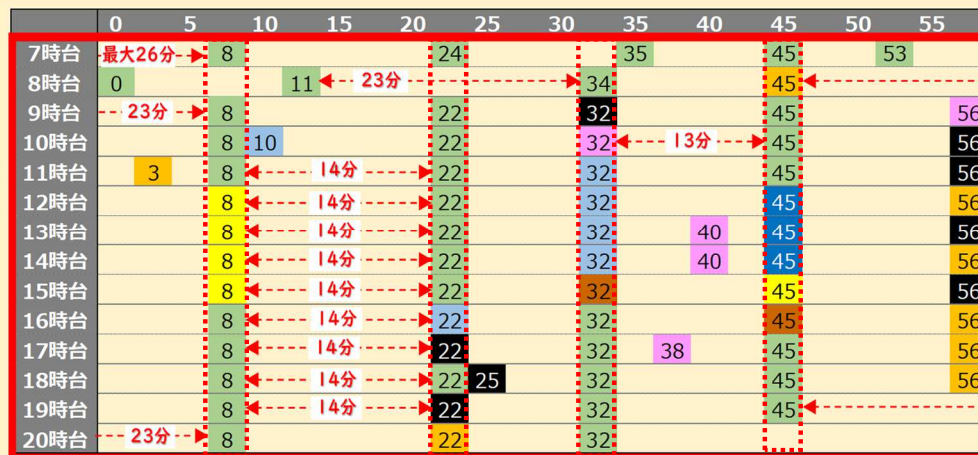 0 5 10 15 20 25 30 35 40 45 50 55
7時台 最大26分 8 24 35 45 53
8時台 0 11 23分 34 45
9時台 23分 8 22 32 45 56
10時台 8 10 22 32 13分 45 56
11時台 3 8 14分 22 32 45 56
12時台 8 14分 22 32 45 56
13時台 8 14分 22 32 40 45 56
14時台 8 14分 22 32 40 45 56
15時台 8 14分 22 32 45 56
16時台 8 14分 22 32 45 56
17時台 8 14分 22 32 38 45 56
18時台 8 14分 22 25 32 45 56
19時台 8 14分 22 32 45
20時台 23分 8 22 32